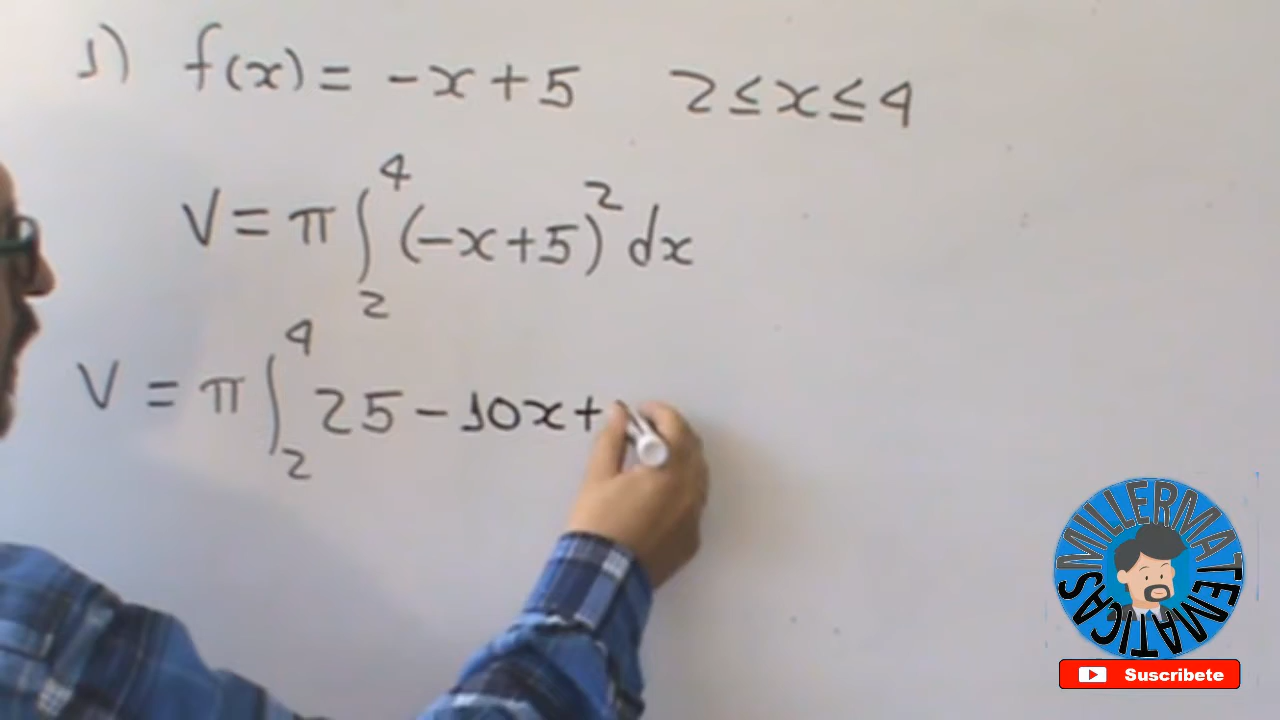 1) f(x) = -x + 5    2 ≤ x ≤ 4
V = π ∫₂⁴ (-x+5)² dx
V = π ∫₂⁴ 25 - 10x +
MILLERMATEMATICAS
Suscribete